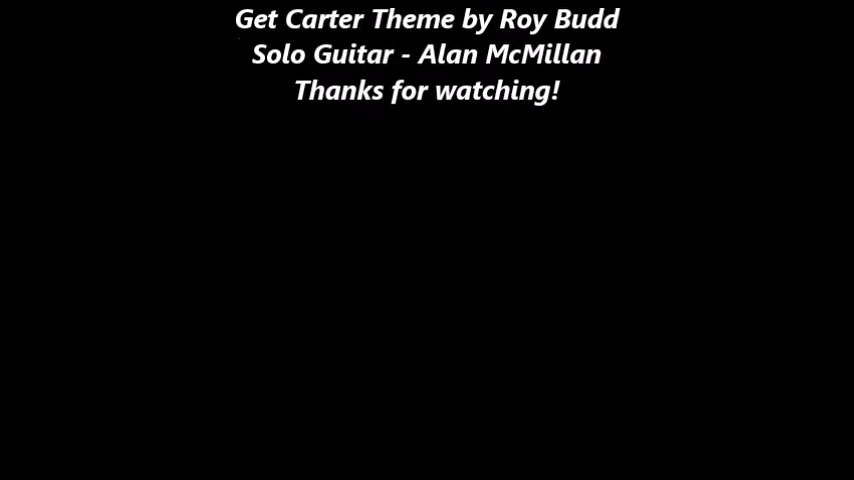 Get Carter Theme by Roy Budd
Solo Guitar - Alan McMillan
Thanks for watching!